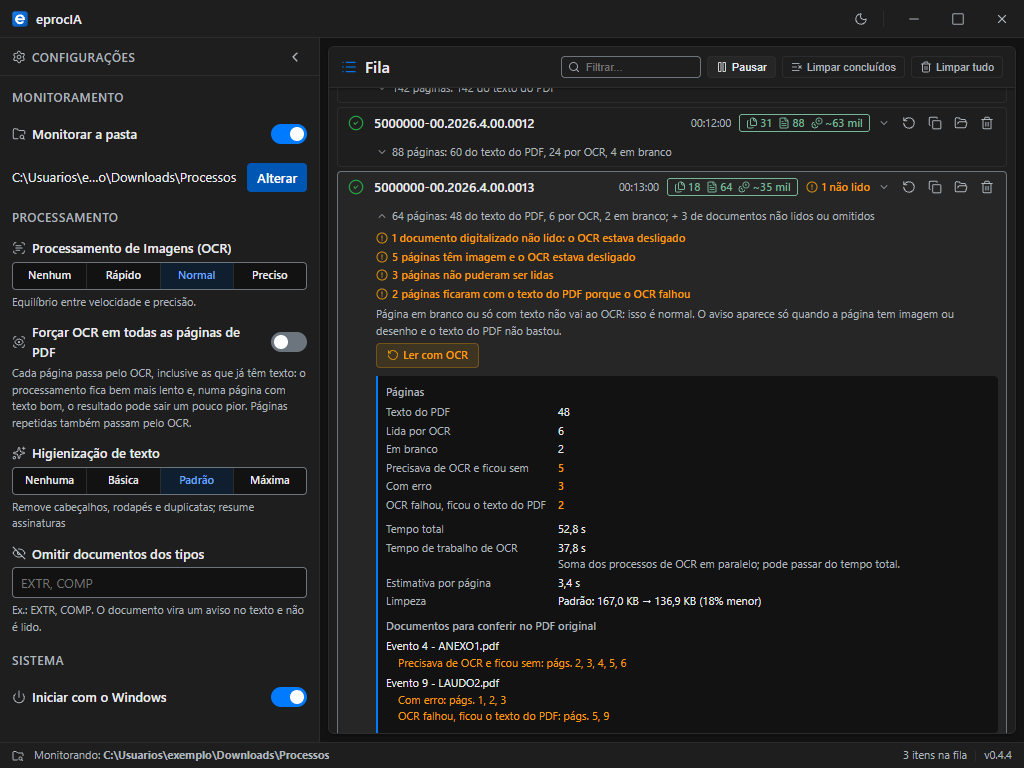 eprocIA
CONFIGURAÇÕES
MONITORAMENTO
Monitorar a pasta
C:\Usuarios\e...o\Downloads\Processos
Alterar
PROCESSAMENTO
Processamento de Imagens (OCR)
Nenhum Rápido Normal Preciso
Equilíbrio entre velocidade e precisão.
Forçar OCR em todas as páginas de
PDF
Cada página passa pelo OCR, inclusive as que já têm texto: o
processamento fica bem mais lento e, numa página com
texto bom, o resultado pode sair um pouco pior. Páginas
repetidas também passam pelo OCR.
Higienização de texto
Nenhuma Básica Padrão Máxima
Remove cabeçalhos, rodapés e duplicatas; resume
assinaturas
Omitir documentos dos tipos
EXTR, COMP
Ex.: EXTR, COMP. O documento vira um aviso no texto e não
é lido.
SISTEMA
Iniciar com o Windows
Fila
Filtrar...
Pausar
Limpar concluídos
Limpar tudo
142 páginas: 142 do texto do PDF
5000000-00.2026.4.00.0012 00:12:00 31 88 ~63 mil
88 páginas: 60 do texto do PDF, 24 por OCR, 4 em branco
5000000-00.2026.4.00.0013 00:13:00 18 64 ~35 mil 1 não lido
64 páginas: 48 do texto do PDF, 6 por OCR, 2 em branco; + 3 de documentos não lidos ou omitidos
1 documento digitalizado não lido: o OCR estava desligado
5 páginas têm imagem e o OCR estava desligado
3 páginas não puderam ser lidas
2 páginas ficaram com o texto do PDF porque o OCR falhou
Página em branco ou só com texto não vai ao OCR: isso é normal. O aviso aparece só quando a página tem imagem ou
desenho e o texto do PDF não bastou.
Ler com OCR
Páginas
Texto do PDF 48
Lida por OCR 6
Em branco 2
Precisava de OCR e ficou sem 5
Com erro 3
OCR falhou, ficou o texto do PDF 2
Tempo total 52,8 s
Tempo de trabalho de OCR 37,8 s
Soma dos processos de OCR em paralelo; pode passar do tempo total.
Estimativa por página 3,4 s
Limpeza Padrão: 167,0 KB → 136,9 KB (18% menor)
Documentos para conferir no PDF original
Evento 4 - ANEXO1.pdf
Precisava de OCR e ficou sem: págs. 2, 3, 4, 5, 6
Evento 9 - LAUDO2.pdf
Com erro: págs. 1, 2, 3
OCR falhou, ficou o texto do PDF: págs. 5, 9
Monitorando: C:\Usuarios\exemplo\Downloads\Processos
3 itens na fila
v0.4.4